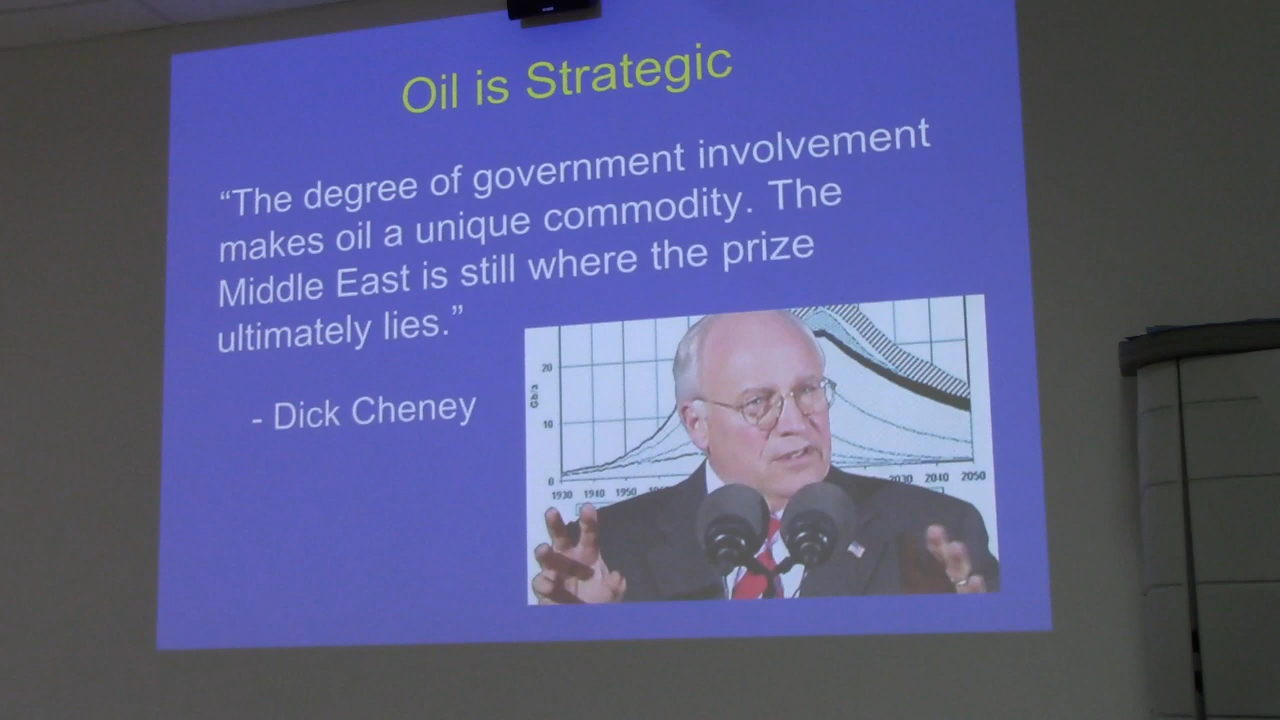 Oil is Strategic
“The degree of government involvement
makes oil a unique commodity. The
Middle East is still where the prize
ultimately lies.”
- Dick Cheney
20
Gb/a
10
0
1930 1940 1950
2030 2040 2050